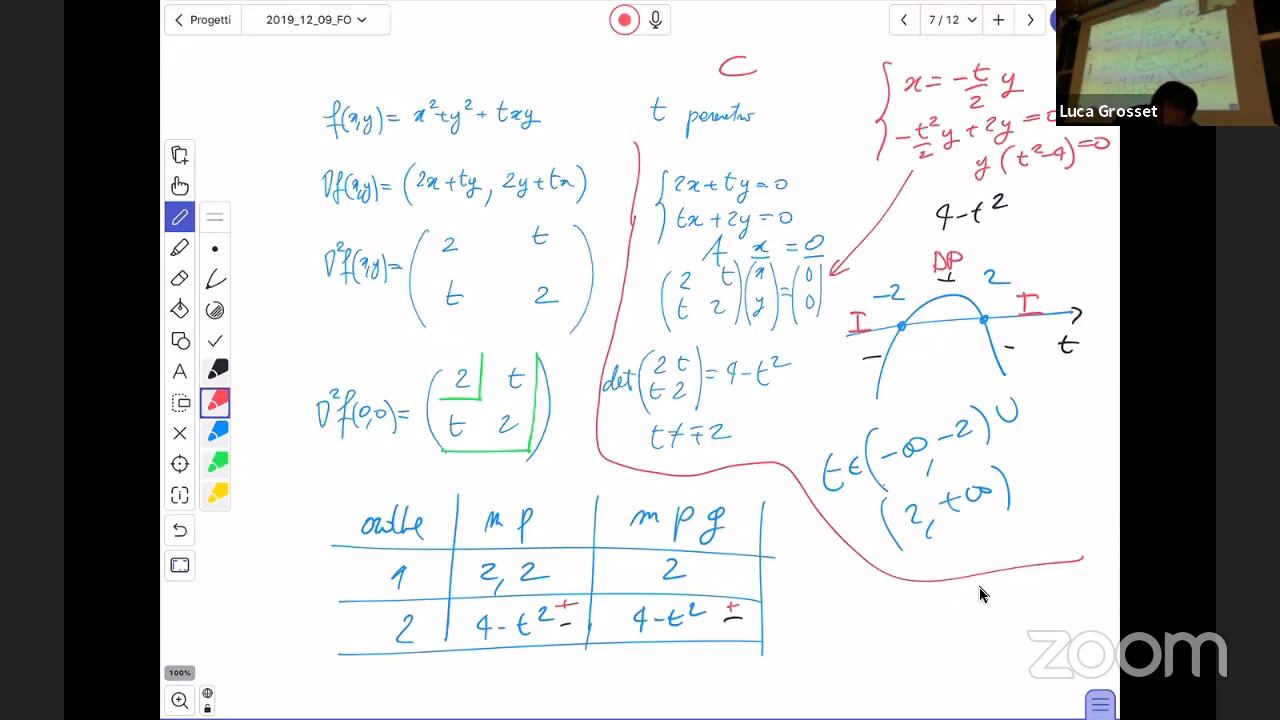 Progetti
2019_12_09_FO
7 / 12
Luca Grosset
C
f(x,y)= x²+y²+txy
t
∇f(x,y)= (2x+ty, 2y+tx)
D²f(x,y)= ( 2 t
t 2 )
D²f(0,0)= ( 2 t
t 2 )
{ 2x+ty=0
tx+2y=0
A x = 0
( 2 t ) ( x ) = ( 0 )
( t 2 ) ( y ) ( 0 )
det ( 2 t
t 2 ) = 4-t²
t≠∓2
{ x = -t/2 y
-t²/2 y + 2y = 0
y (t²-4)=0
4-t²
DP
+
-2 2
I I
- - t
t∈(-∞,-2)∪
(2,+∞)
m p m p g
1 2, 2 2
2 4-t² + - 4-t² + -
A
100%
zoom